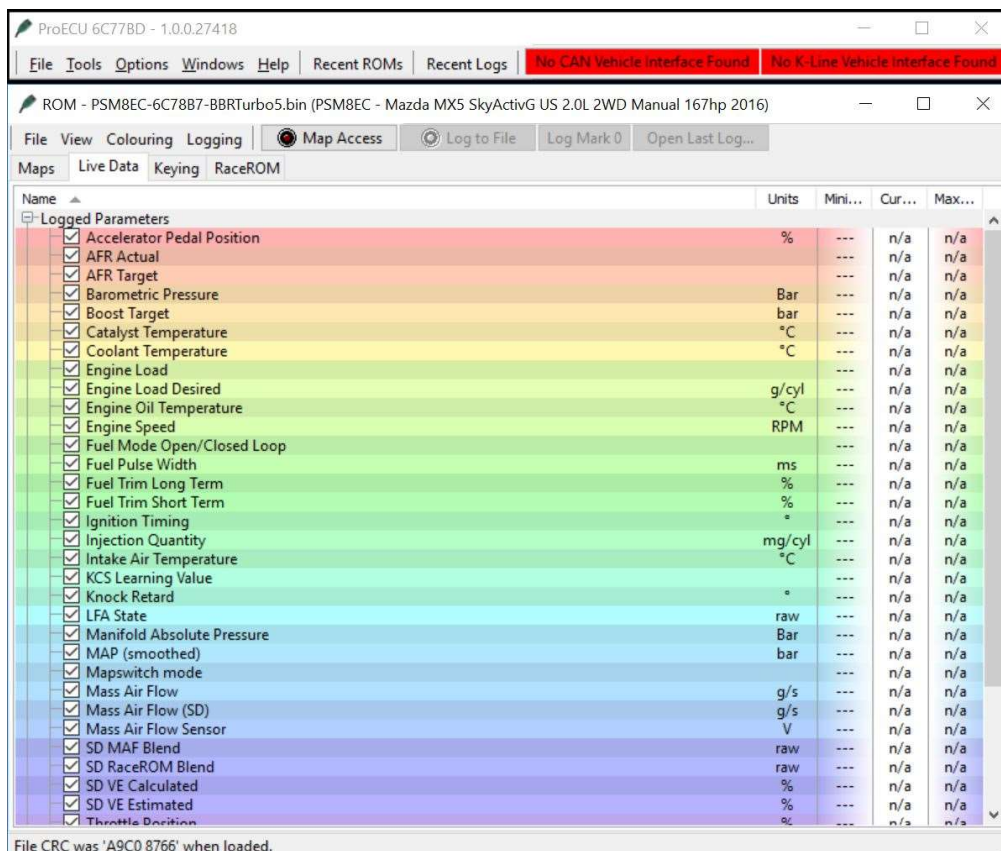 ProECU 6C77BD - 1.0.0.27418
File Tools Options Windows Help Recent ROMs Recent Logs No CAN Vehicle Interface Found No K-Line Vehicle Interface Found
ROM - PSM8EC-6C78B7-BBRTurbo5.bin (PSM8EC - Mazda MX5 SkyActivG US 2.0L 2WD Manual 167hp 2016)
File View Colouring Logging Map Access Log to File Log Mark 0 Open Last Log...
Maps Live Data Keying RaceROM
Name Units Mini... Cur... Max...
Logged Parameters
Accelerator Pedal Position % --- n/a n/a
AFR Actual --- n/a n/a
AFR Target --- n/a n/a
Barometric Pressure Bar --- n/a n/a
Boost Target bar --- n/a n/a
Catalyst Temperature °C --- n/a n/a
Coolant Temperature °C --- n/a n/a
Engine Load --- n/a n/a
Engine Load Desired g/cyl --- n/a n/a
Engine Oil Temperature °C --- n/a n/a
Engine Speed RPM --- n/a n/a
Fuel Mode Open/Closed Loop --- n/a n/a
Fuel Pulse Width ms --- n/a n/a
Fuel Trim Long Term % --- n/a n/a
Fuel Trim Short Term % --- n/a n/a
Ignition Timing ° --- n/a n/a
Injection Quantity mg/cyl --- n/a n/a
Intake Air Temperature °C --- n/a n/a
KCS Learning Value --- n/a n/a
Knock Retard ° --- n/a n/a
LFA State raw --- n/a n/a
Manifold Absolute Pressure Bar --- n/a n/a
MAP (smoothed) bar --- n/a n/a
Mapswitch mode --- n/a n/a
Mass Air Flow g/s --- n/a n/a
Mass Air Flow (SD) g/s --- n/a n/a
Mass Air Flow Sensor V --- n/a n/a
SD MAF Blend raw --- n/a n/a
SD RaceROM Blend raw --- n/a n/a
SD VE Calculated % --- n/a n/a
SD VE Estimated % --- n/a n/a
Throttle Position % --- n/a n/a
File CRC was 'A9C0 8766' when loaded.